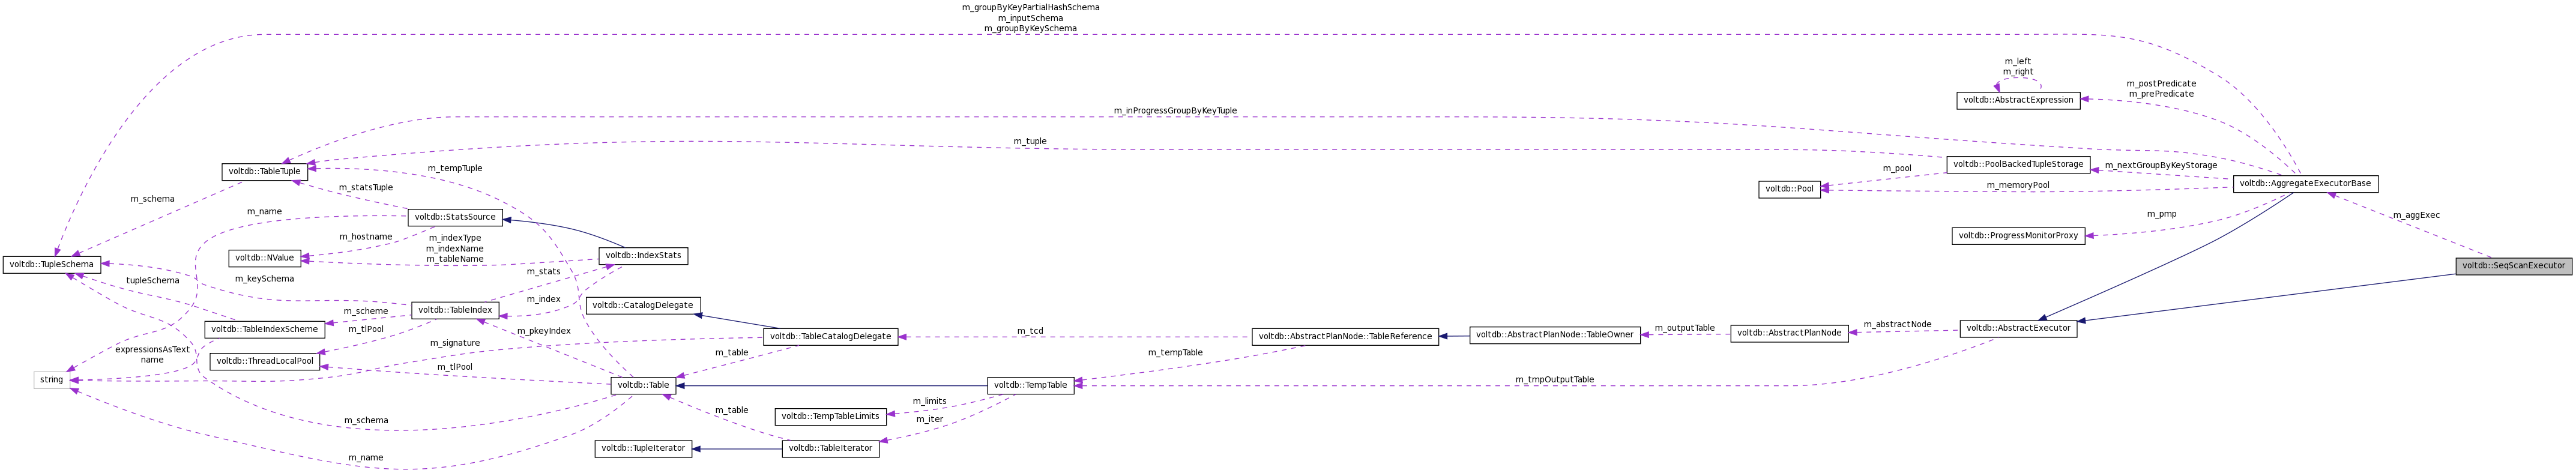 m_groupByKeyPartialHashSchema
m_inputSchema
m_groupByKeySchema
m_left
m_right
voltdb::AbstractExpression
m_postPredicate
m_prePredicate
m_inProgressGroupByKeyTuple
m_tuple
voltdb::TableTuple
m_tempTuple
voltdb::PoolBackedTupleStorage
m_nextGroupByKeyStorage
m_pool
voltdb::Pool
m_memoryPool
voltdb::AggregateExecutorBase
m_statsTuple
m_schema
m_name
voltdb::StatsSource
m_pmp
m_aggExec
m_hostname
m_indexType
m_indexName
m_tableName
voltdb::ProgressMonitorProxy
voltdb::NValue
voltdb::IndexStats
voltdb::TupleSchema
voltdb::SeqScanExecutor
m_stats
tupleSchema
m_keySchema
m_index
voltdb::CatalogDelegate
voltdb::TableIndex
m_scheme
voltdb::TableIndexScheme
m_tlPool
m_pkeyIndex
voltdb::TableCatalogDelegate
m_tcd
voltdb::AbstractPlanNode::TableReference
voltdb::AbstractPlanNode::TableOwner
m_outputTable
voltdb::AbstractPlanNode
m_abstractNode
voltdb::AbstractExecutor
m_signature
expressionsAsText
name
voltdb::ThreadLocalPool
m_table
m_tempTable
m_tlPool
string
voltdb::Table
voltdb::TempTable
m_tmpOutputTable
m_limits
m_table
voltdb::TempTableLimits
m_iter
m_schema
voltdb::TupleIterator
voltdb::TableIterator
m_name